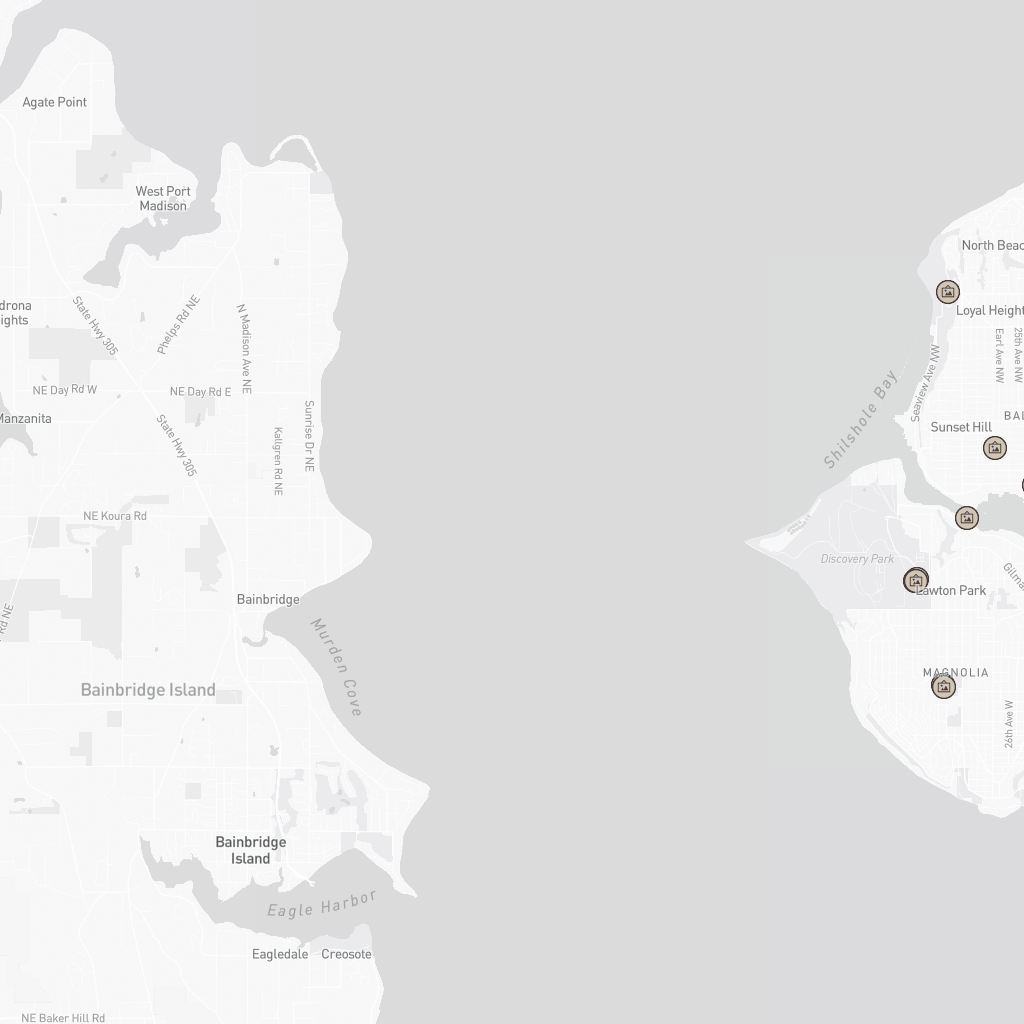 Agate Point
West Port
Madison
North Beac
drona
ights
State Hwy 305
Phelps Rd NE
N Madison Ave NE
Loyal Height
Earl Ave NW
25th Ave NW
Seaview Ave NW
NE Day Rd W
NE Day Rd E
Manzanita
State Hwy 305
Kallgren Rd NE
Sunrise Dr NE
Shilshole Bay
BAL
Sunset Hill
NE Koura Rd
Discovery Park
Gilma
Lawton Park
Bainbridge
Rd NE
Murden Cove
MAGNOLIA
Bainbridge Island
26th Ave W
Bainbridge
Island
Eagle Harbor
Eagledale
Creosote
NE Baker Hill Rd